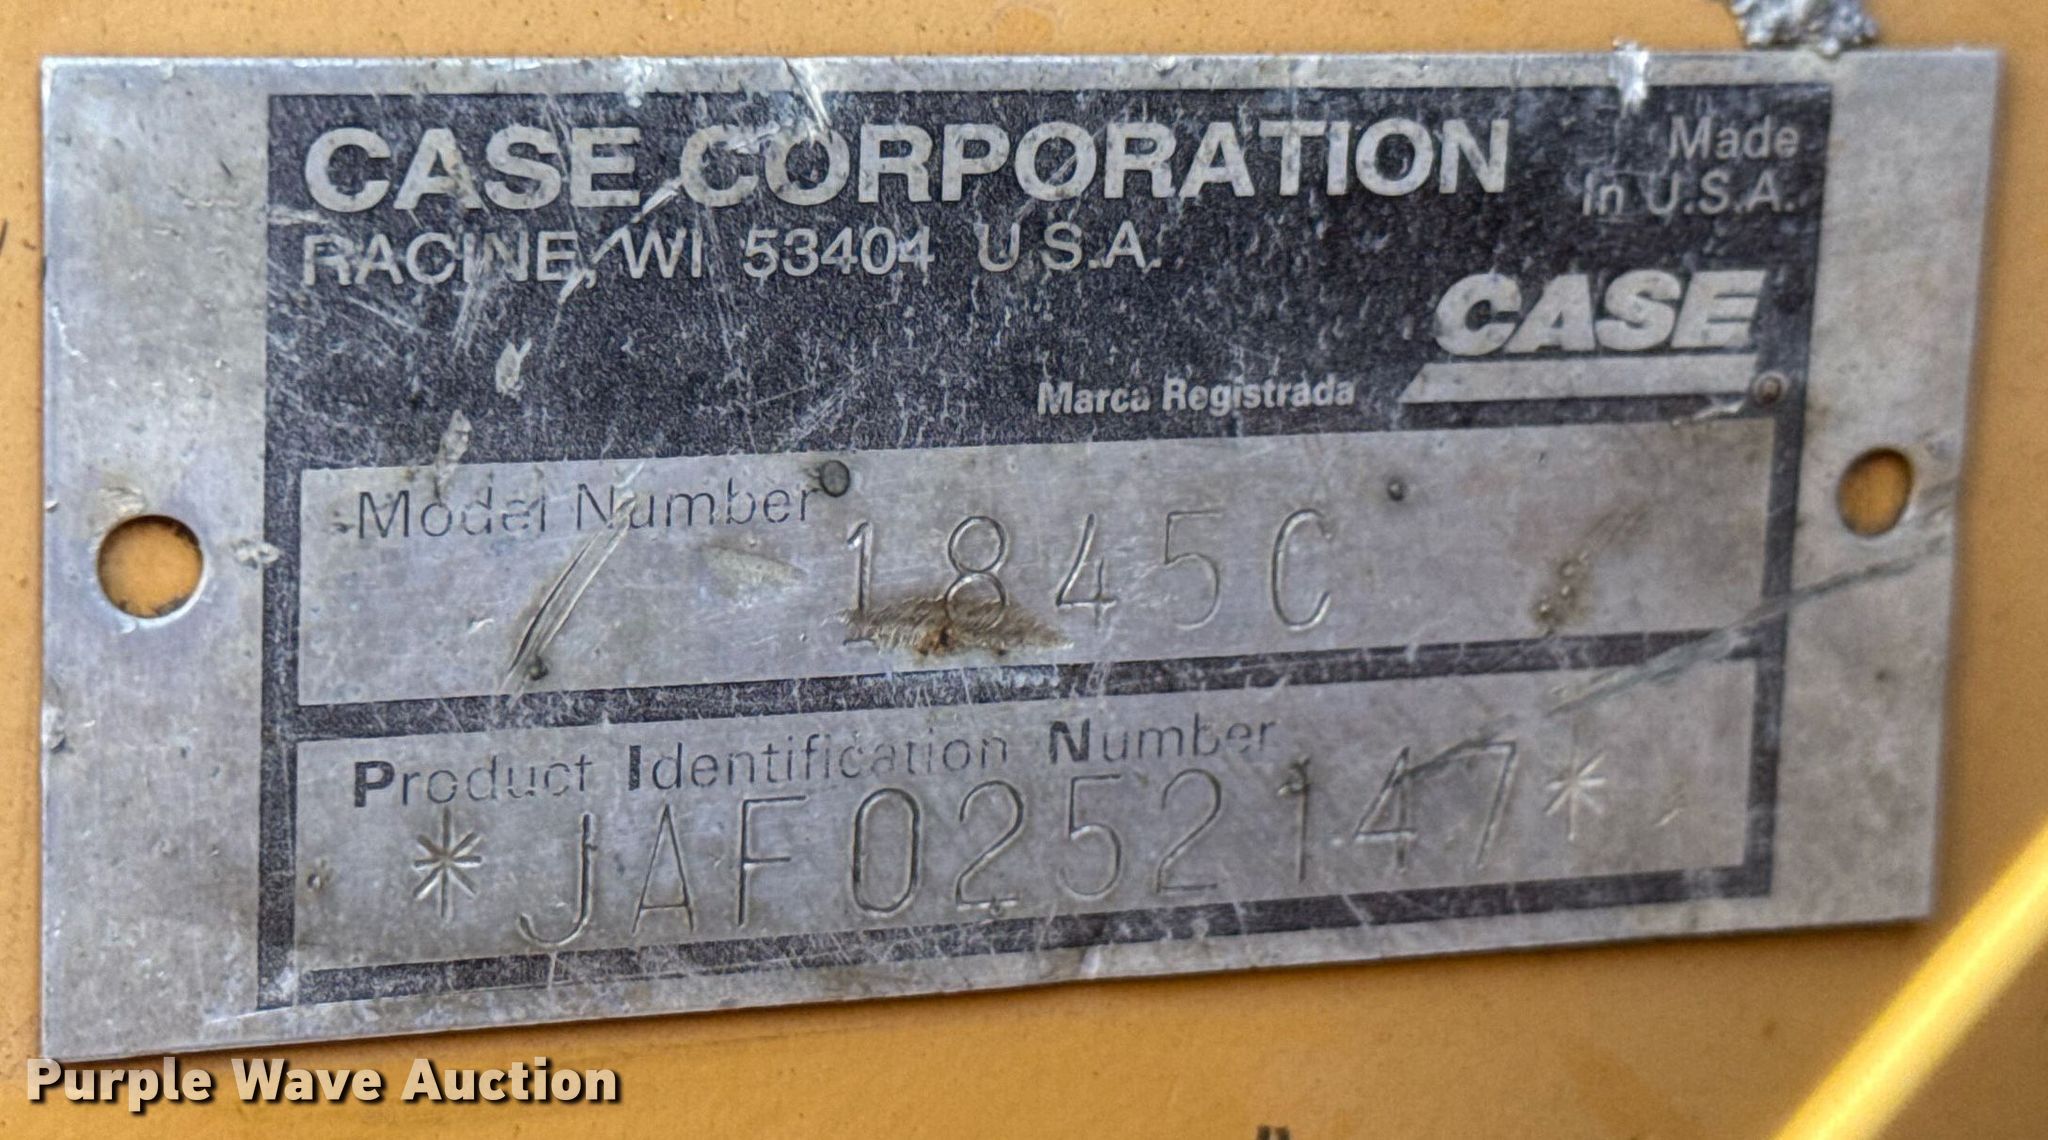 CASE CORPORATION
Made
In U.S.A.
RACINE, WI 53404 U.S.A.
CASE
Marca Registrada ®
Model Number
1845C
Product Identification Number
*JAF0252147*
Purple Wave Auction